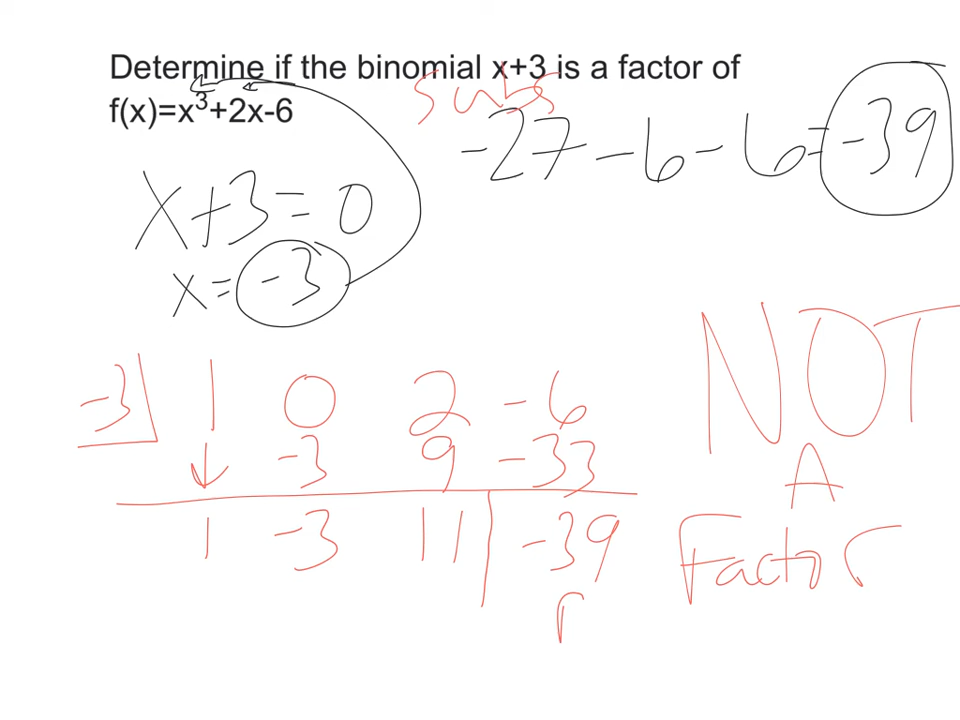 Determine if the binomial x+3 is a factor of
f(x)=x³+2x-6
subs
-27 - 6 - 6 = -39
x+3=0
x= -3
-3 1 0 2 -6
-3 9 -33
1 -3 11 -39
r
NOT
A
Factor